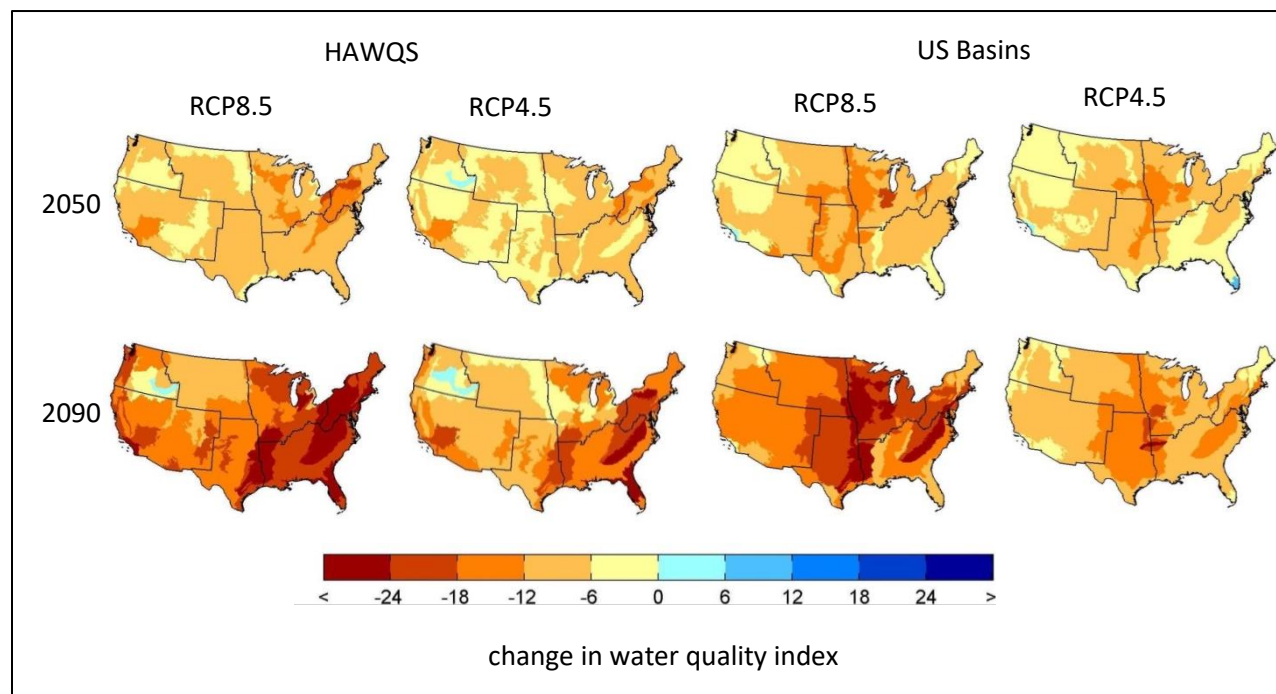 HAWQS US Basins
RCP8.5 RCP4.5 RCP8.5 RCP4.5
2050
2090
< -24 -18 -12 -6 0 6 12 18 24 >
change in water quality index